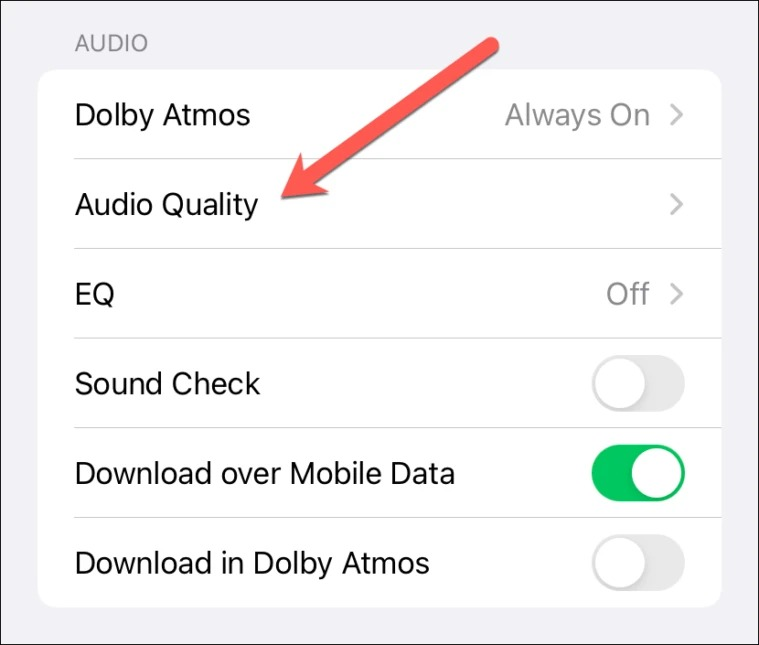 AUDIO
Dolby Atmos Always On
Audio Quality
EQ Off
Sound Check
Download over Mobile Data
Download in Dolby Atmos